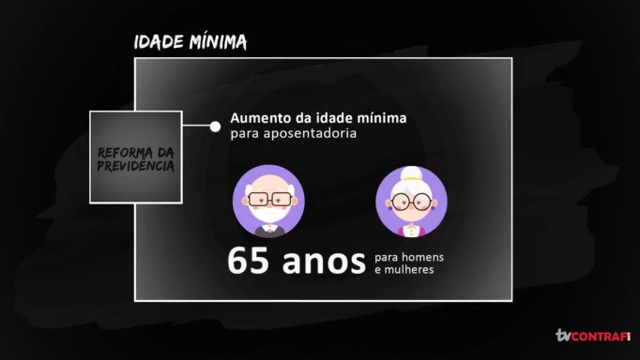 IDADE MÍNIMA
Aumento da idade mínima
para aposentadoria
REFORMA DA
PREVIDÊNCIA
65 anos
para homens
e mulheres
tvCONTRAF